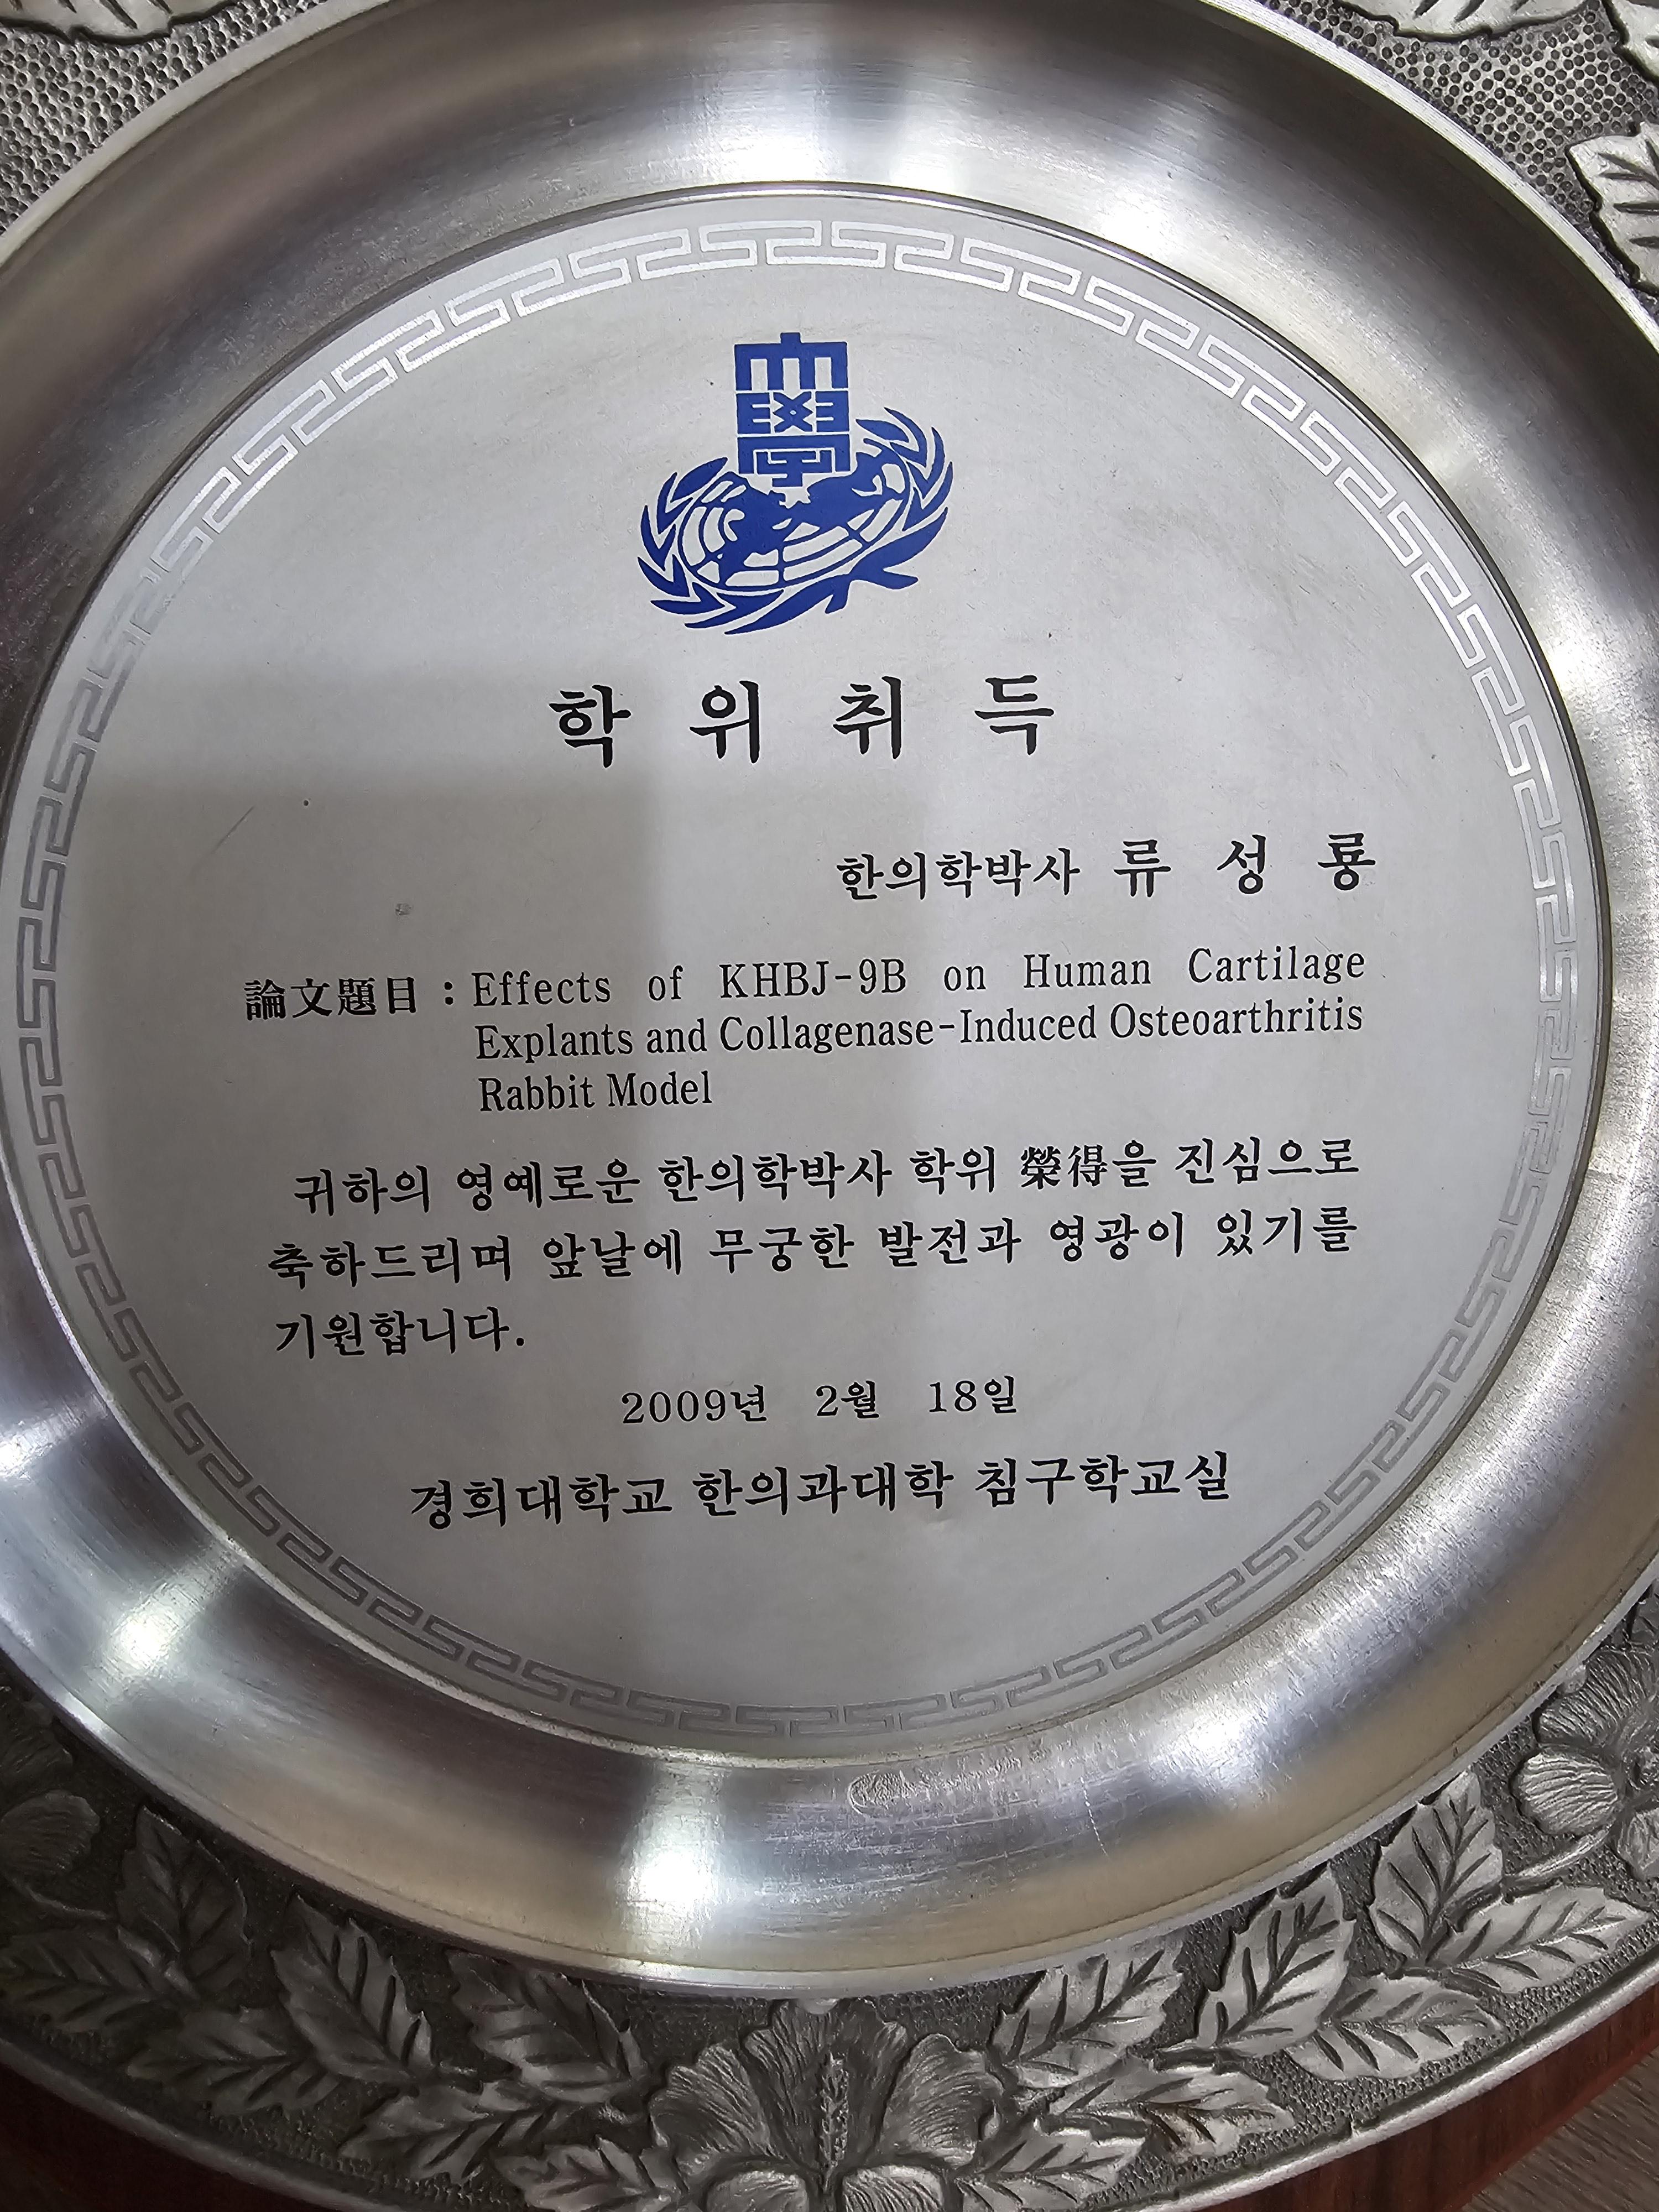 大學
학 위 취 득
한의학박사 류 성 룡
論文題目 : Effects of KHBJ-9B on Human Cartilage
Explants and Collagenase-Induced Osteoarthritis
Rabbit Model
귀하의 영예로운 한의학박사 학위 榮得을 진심으로
축하드리며 앞날에 무궁한 발전과 영광이 있기를
기원합니다.
2009년 2월 18일
경희대학교 한의과대학 침구학교실